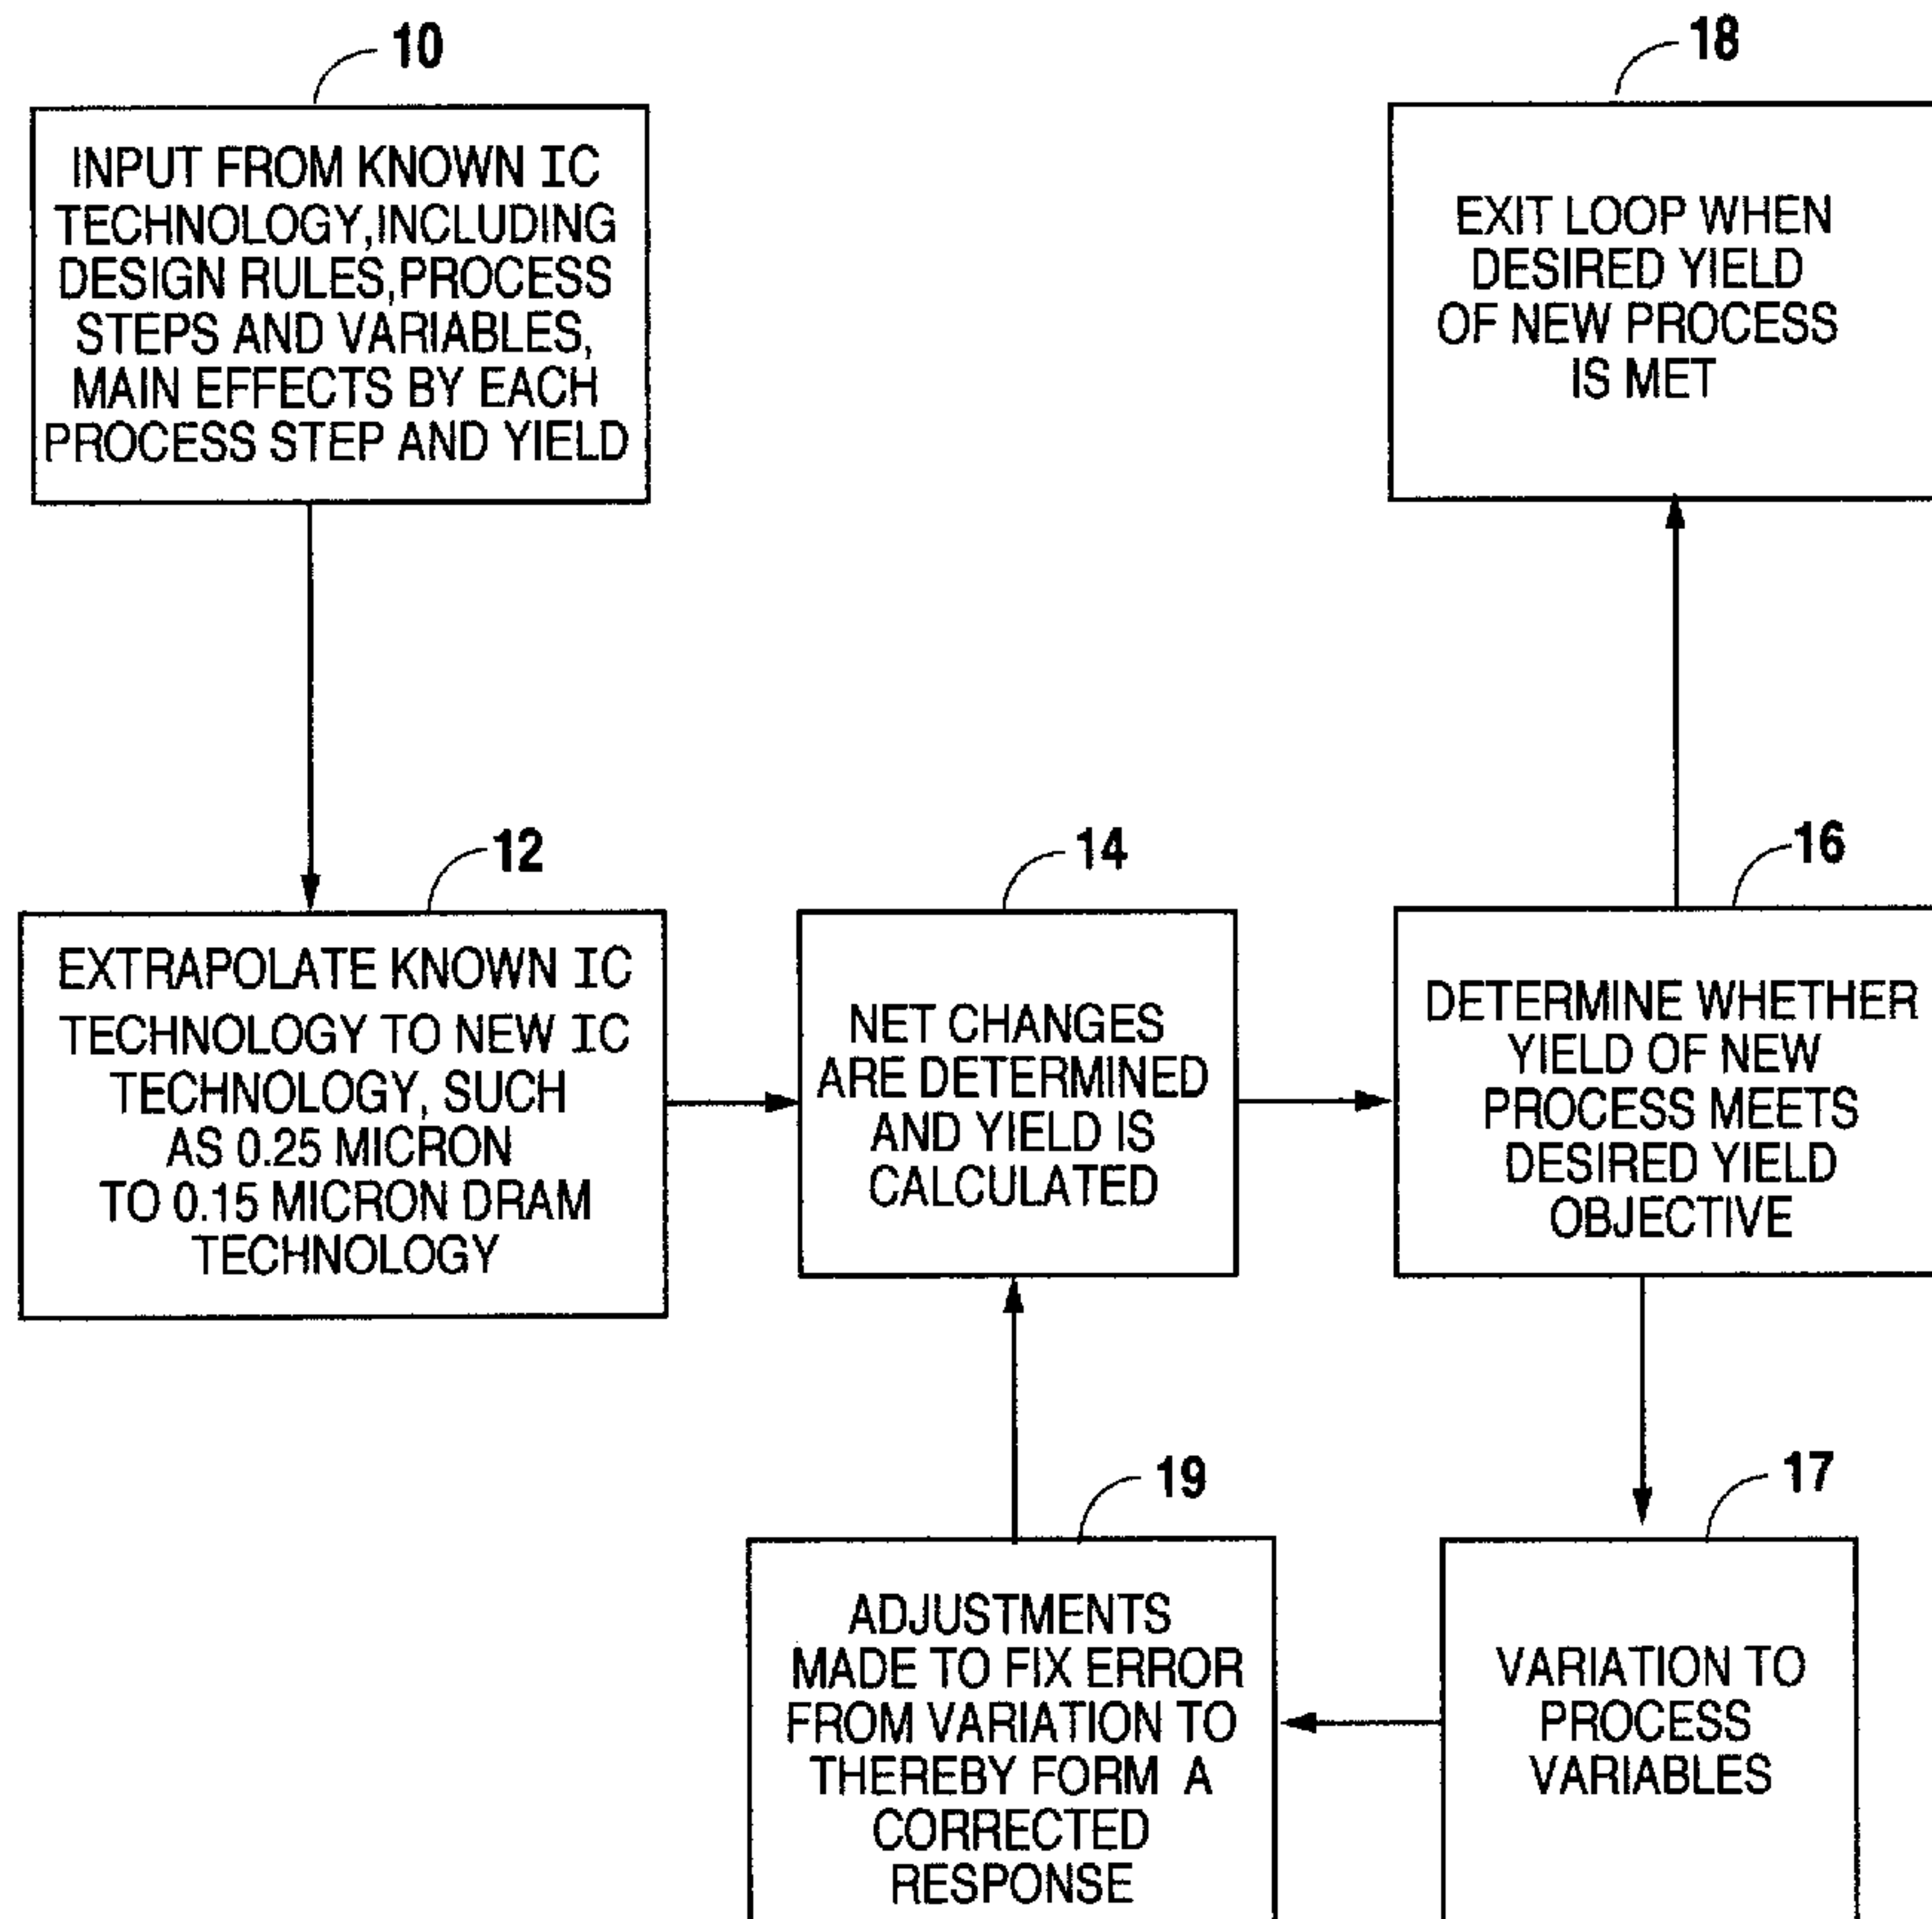 10
INPUT FROM KNOWN IC
TECHNOLOGY,INCLUDING
DESIGN RULES,PROCESS
STEPS AND VARIABLES,
MAIN EFFECTS BY EACH
PROCESS STEP AND YIELD
18
EXIT LOOP WHEN
DESIRED YIELD
OF NEW PROCESS
IS MET
12
EXTRAPOLATE KNOWN IC
TECHNOLOGY TO NEW IC
TECHNOLOGY, SUCH
AS 0.25 MICRON
TO 0.15 MICRON DRAM
TECHNOLOGY
14
NET CHANGES
ARE DETERMINED
AND YIELD IS
CALCULATED
16
DETERMINE WHETHER
YIELD OF NEW
PROCESS MEETS
DESIRED YIELD
OBJECTIVE
19
ADJUSTMENTS
MADE TO FIX ERROR
FROM VARIATION TO
THEREBY FORM A
CORRECTED
RESPONSE
17
VARIATION TO
PROCESS
VARIABLES